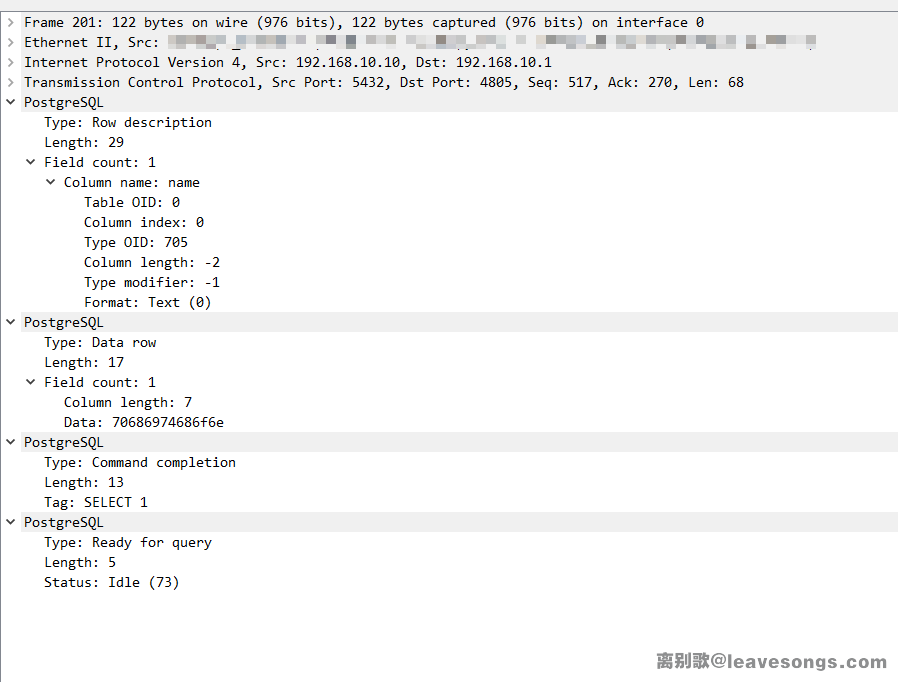 Frame 201: 122 bytes on wire (976 bits), 122 bytes captured (976 bits) on interface 0
Ethernet II, Src:
Internet Protocol Version 4, Src: 192.168.10.10, Dst: 192.168.10.1
Transmission Control Protocol, Src Port: 5432, Dst Port: 4805, Seq: 517, Ack: 270, Len: 68
PostgreSQL
Type: Row description
Length: 29
Field count: 1
Column name: name
Table OID: 0
Column index: 0
Type OID: 705
Column length: -2
Type modifier: -1
Format: Text (0)
PostgreSQL
Type: Data row
Length: 17
Field count: 1
Column length: 7
Data: 70686974686f6e
PostgreSQL
Type: Command completion
Length: 13
Tag: SELECT 1
PostgreSQL
Type: Ready for query
Length: 5
Status: Idle (73)
离别歌@leavesongs.com